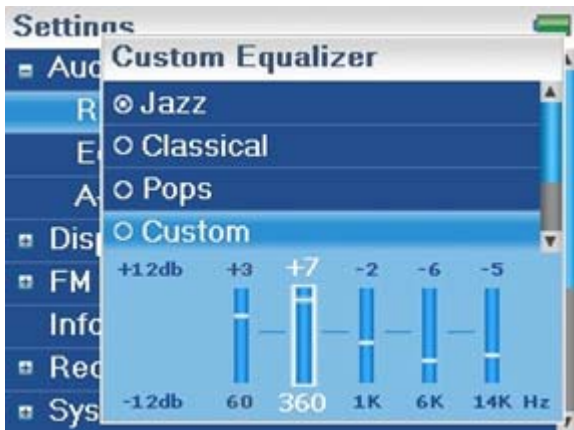 Settings
Custom Equalizer
Jazz
Classical
Pops
Custom
+12db +3 +7 -2 -6 -5
-12db 60 360 1K 6K 14K Hz
FM